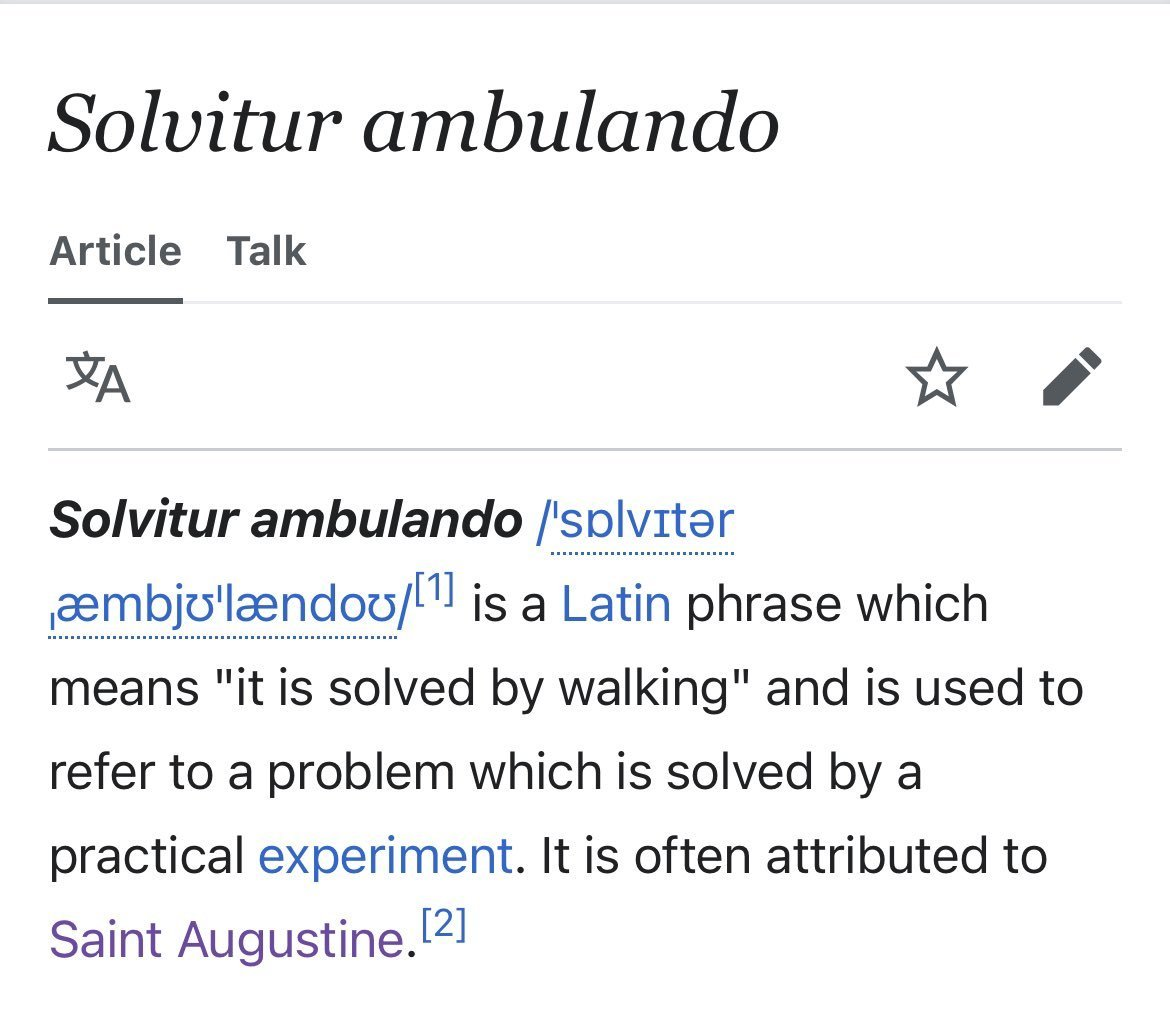 Solvitur ambulando
Article Talk
文A
Solvitur ambulando /ˈsɒlvɪtər
ˌæmbjʊˈlændoʊ/[1] is a Latin phrase which
means "it is solved by walking" and is used to
refer to a problem which is solved by a
practical experiment. It is often attributed to
Saint Augustine.[2]